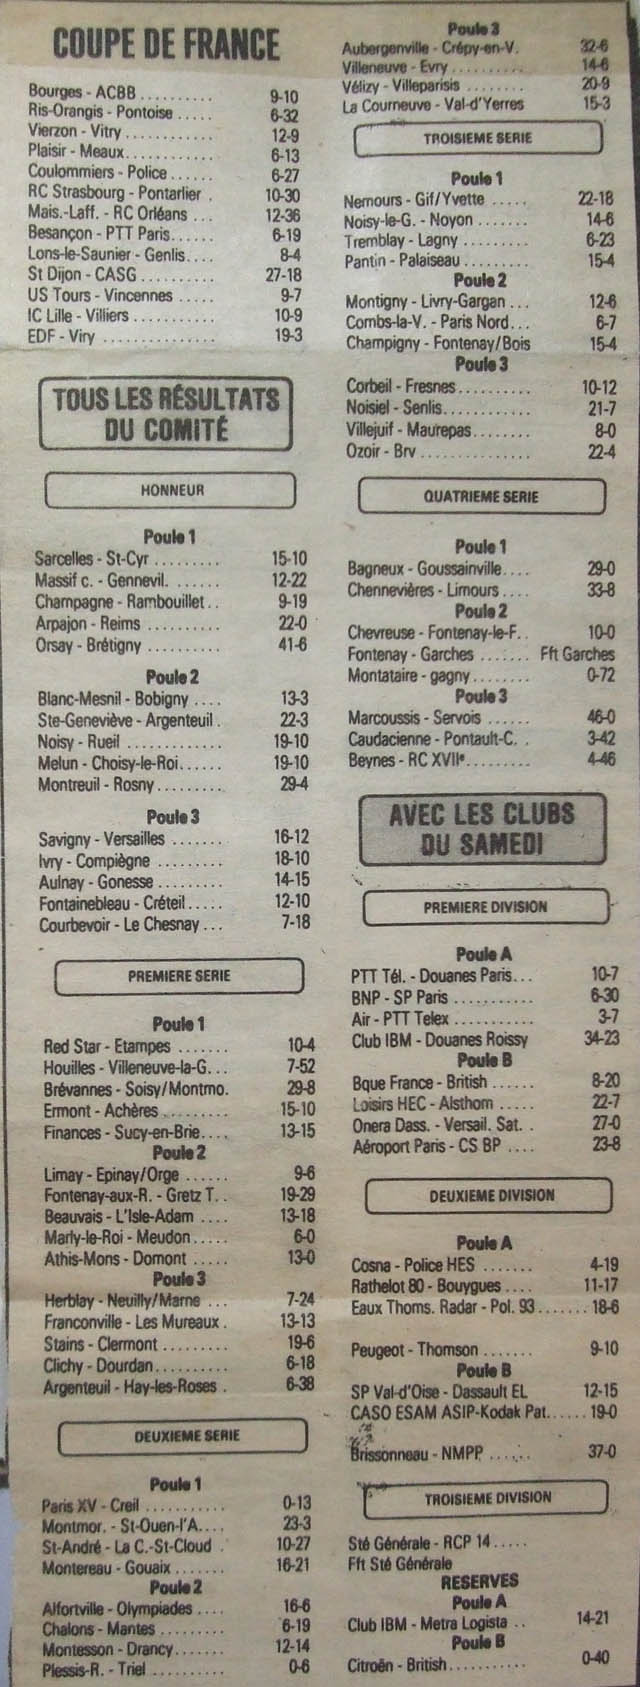 COUPE DE FRANCE
Bourges - ACBB .......... 9-10
Ris-Orangis - Pontoise ..... 6-32
Vierzon - Vitry ............ 12-9
Plaisir - Meaux............ 6-13
Coulommiers - Police ...... 6-27
RC Strasbourg - Pontarlier . 10-30
Mais.-Laff. - RC Orléans ... 12-36
Besançon - PTT Paris...... 6-19
Lons-le-Saunier - Genlis.... 8-4
St Dijon - CASG .......... 27-18
US Tours - Vincennes ..... 9-7
IC Lille - Villiers ........... 10-9
EDF - Viry ............... 19-3
TOUS LES RÉSULTATS
DU COMITÉ
HONNEUR
Poule 1
Sarcelles - St-Cyr ......... 15-10
Massif c. - Gennevil. ...... 12-22
Champagne - Rambouillet.. 9-19
Arpajon - Reims .......... 22-0
Orsay - Brétigny .......... 41-6
Poule 2
Blanc-Mesnil - Bobigny .... 13-3
Ste-Geneviève - Argenteuil. 22-3
Noisy - Rueil ............. 19-10
Melun - Choisy-le-Roi...... 19-10
Montreuil - Rosny......... 29-4
Poule 3
Savigny - Versailles ....... 16-12
Ivry - Compiègne ......... 18-10
Aulnay - Gonesse ......... 14-15
Fontainebleau - Créteil..... 12-10
Courbevoir - Le Chesnay ... 7-18
PREMIERE SERIE
Poule 1
Red Star - Etampes ....... 10-4
Houilles - Villeneuve-la-G... 7-52
Brévannes - Soisy/Montmo. 29-8
Ermont - Achères ......... 15-10
Finances - Sucy-en-Brie.... 13-15
Poule 2
Limay - Epinay/Orge ...... 9-6
Fontenay-aux-R. - Gretz T.. 19-29
Beauvais - L'Isle-Adam .... 13-18
Marly-le-Roi - Meudon..... 6-0
Athis-Mons - Domont ..... 13-0
Poule 3
Herblay - Neuilly/Marne ... 7-24
Franconville - Les Mureaux . 13-13
Stains - Clermont ......... 19-6
Clichy - Dourdan.......... 6-18
Argenteuil - Hay-les-Roses . 6-38
DEUXIEME SERIE
Poule 1
Paris XV - Creil ........... 0-13
Montmor. - St-Ouen-l'A.... 23-3
St-André - La C.-St-Cloud . 10-27
Montereau - Gouaix ....... 16-21
Poule 2
Alfortville - Olympiades .... 16-6
Chalons - Mantes ......... 6-19
Montesson - Drancy....... 12-14
Plessis-R. - Triel .......... 0-6
Poule 3
Aubergenville - Crépy-en-V. 32-6
Villeneuve - Evry .......... 14-6
Vélizy - Villeparisis ........ 20-9
La Courneuve - Val-d'Yerres 15-3
TROISIEME SERIE
Poule 1
Nemours - Gif/Yvette ..... 22-18
Noisy-le-G. - Noyon ....... 14-6
Tremblay - Lagny ......... 6-23
Pantin - Palaiseau ......... 15-4
Poule 2
Montigny - Livry-Gargan ... 12-6
Combs-la-V. - Paris Nord... 6-7
Champigny - Fontenay/Bois 15-4
Poule 3
Corbeil - Fresnes.......... 10-12
Noisiel - Senlis............ 21-7
Villejuif - Maurepas........ 8-0
Ozoir - Brv ............... 22-4
QUATRIEME SERIE
Poule 1
Bagneux - Goussainville.... 29-0
Chennevières - Limours .... 33-8
Poule 2
Chevreuse - Fontenay-le-F.. 10-0
Fontenay - Garches ....... Fft Garches
Montataire - gagny........ 0-72
Poule 3
Marcoussis - Servois ...... 46-0
Caudacienne - Pontault-C. . 3-42
Beynes - RC XVIIe......... 4-46
AVEC LES CLUBS
DU SAMEDI
PREMIERE DIVISION
Poule A
PTT Tél. - Douanes Paris... 10-7
BNP - SP Paris ........... 6-30
Air - PTT Telex ........... 3-7
Club IBM - Douanes Roissy 34-23
Poule B
Bque France - British ...... 8-20
Loisirs HEC - Alsthom ..... 22-7
Onera Dass. - Versail. Sat. . 27-0
Aéroport Paris - CS BP .... 23-8
DEUXIEME DIVISION
Poule A
Cosna - Police HES ....... 4-19
Rathelot 80 - Bouygues .... 11-17
Eaux Thoms. Radar - Pol. 93....... 18-6
Peugeot - Thomson ....... 9-10
Poule B
SP Val-d'Oise - Dassault EL 12-15
CASO ESAM ASIP-Kodak Pat...... 19-0
Brissonneau - NMPP ...... 37-0
TROISIEME DIVISION
Sté Générale - RCP 14.....
Fft Sté Générale
RESERVES
Poule A
Club IBM - Metra Logista .. 14-21
Poule B
Citroën - British........... 0-40